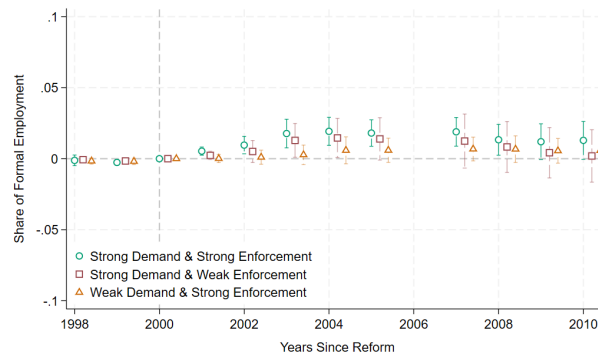 .1
.05
0
-.05
-.1
Share of Formal Employment
Strong Demand & Strong Enforcement
Strong Demand & Weak Enforcement
Weak Demand & Strong Enforcement
1998 2000 2002 2004 2006 2008 2010
Years Since Reform